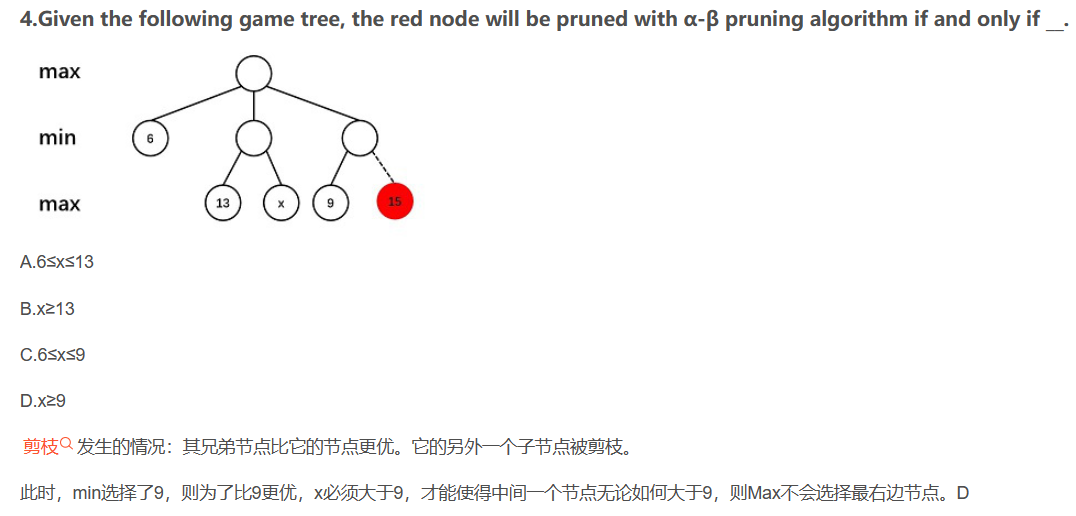 4.Given the following game tree, the red node will be pruned with α-β pruning algorithm if and only if __.
max
min
6
max
13
x
9
15
A.6≤x≤13
B.x≥13
C.6≤x≤9
D.x≥9
剪枝 发生的情况：其兄弟节点比它的节点更优。它的另外一个子节点被剪枝。
此时，min选择了9，则为了比9更优，x必须大于9，才能使得中间一个节点无论如何大于9，则Max不会选择最右边节点。D